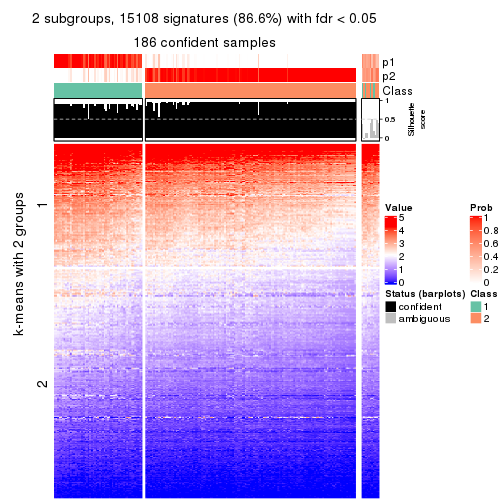 2 subgroups, 15108 signatures (86.6%) with fdr < 0.05
186 confident samples
p1
p2
Class
1
0.5
0
Silhouette
score
k-means with 2 groups
1
2
Value
5
4
3
2
1
0
Prob
1
0.8
0.6
0.4
0.2
0
Status (barplots)
confident
ambiguous
Class
1
2